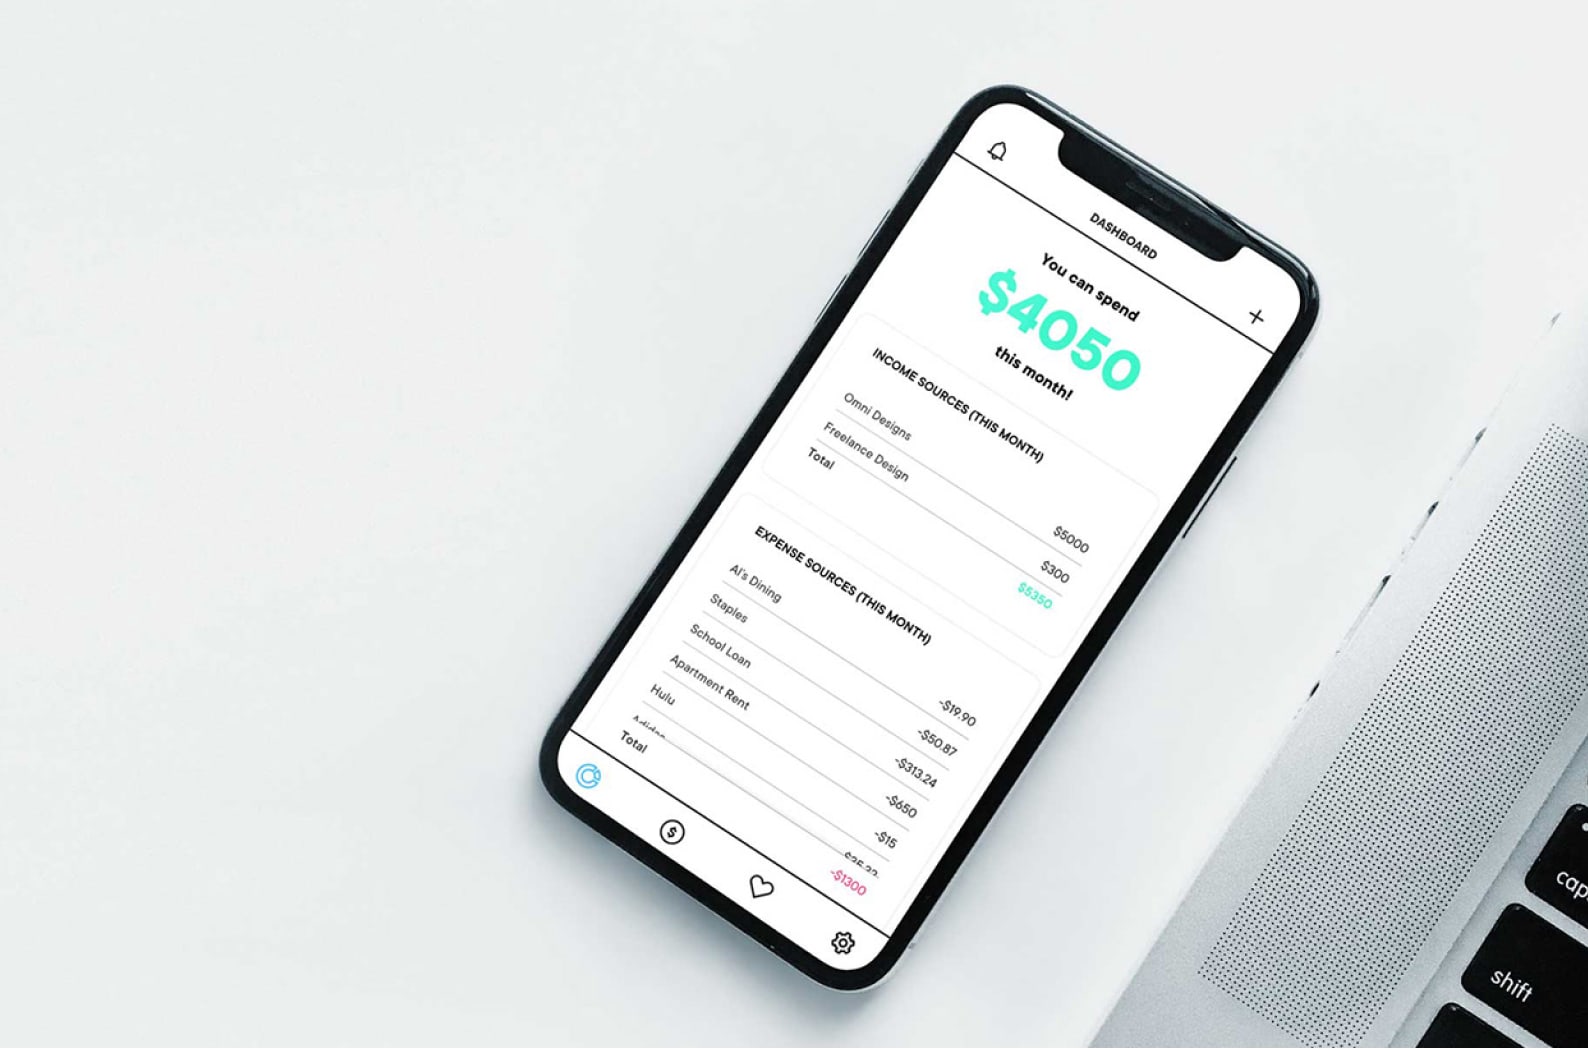 DASHBOARD
You can spend
$4050
this month!
INCOME SOURCES (THIS MONTH)
Omni Designs $5000
Freelance Design $300
Total $5350
EXPENSE SOURCES (THIS MONTH)
Al's Dining -$19.90
Staples -$50.87
School Loan -$313.24
Apartment Rent -$650
Hulu -$15
Total -$1300
cap
shift